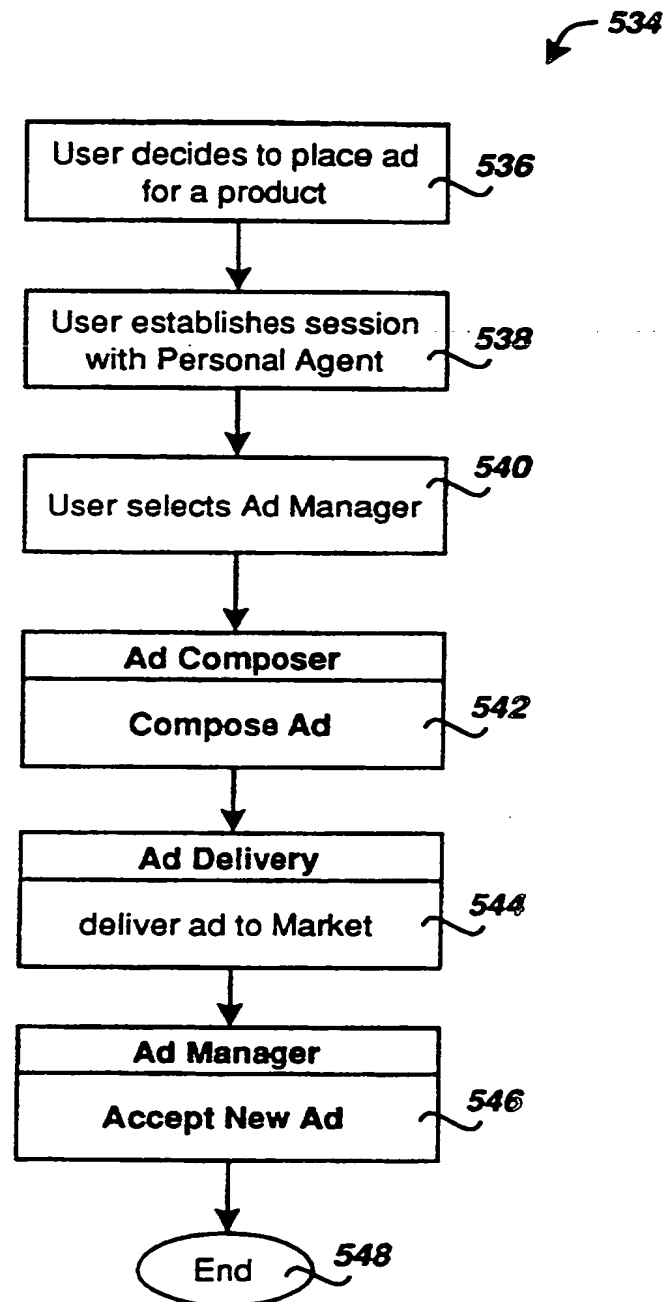 534
User decides to place ad
for a product
536
User establishes session
with Personal Agent
538
540
User selects Ad Manager
Ad Composer
Compose Ad
542
Ad Delivery
deliver ad to Market
544
Ad Manager
Accept New Ad
546
End
548